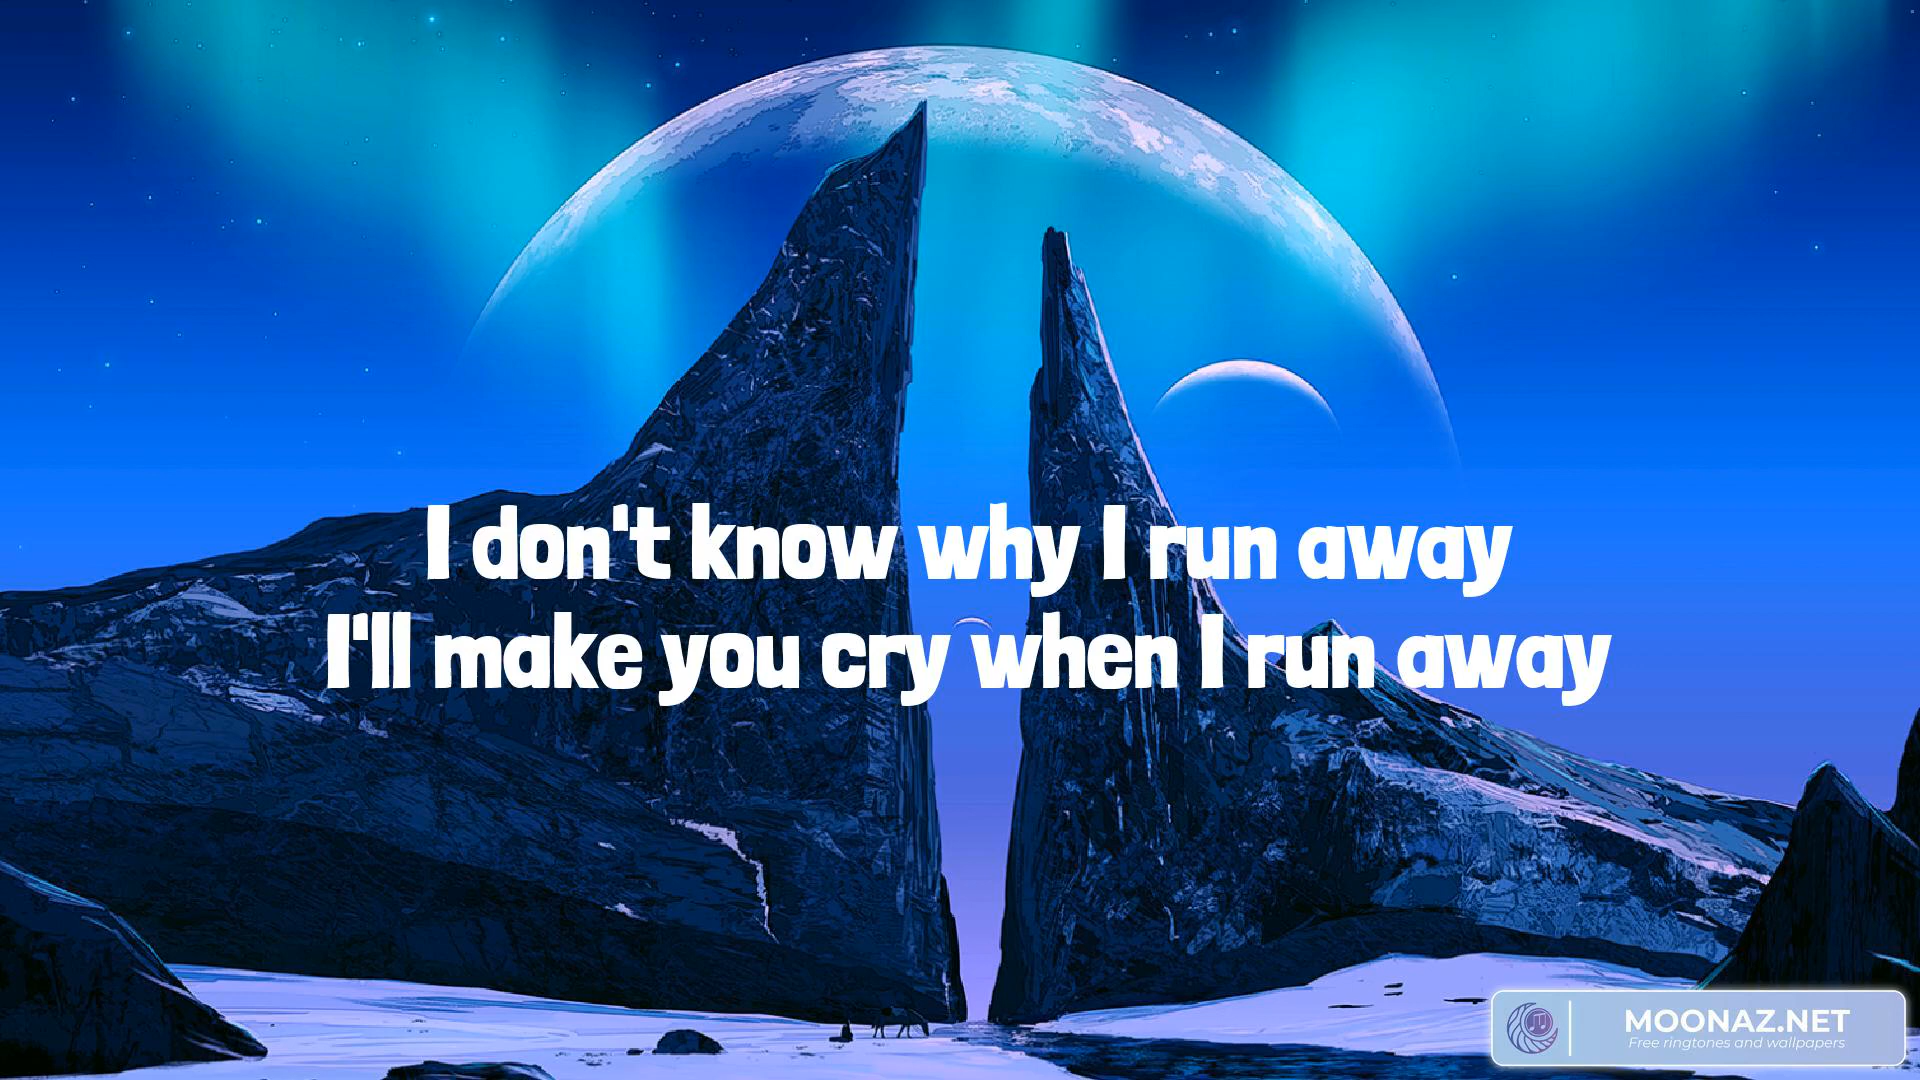 I don't know why I run away
I'll make you cry when I run away
MOONAZ.NET
Free ringtones and wallpapers